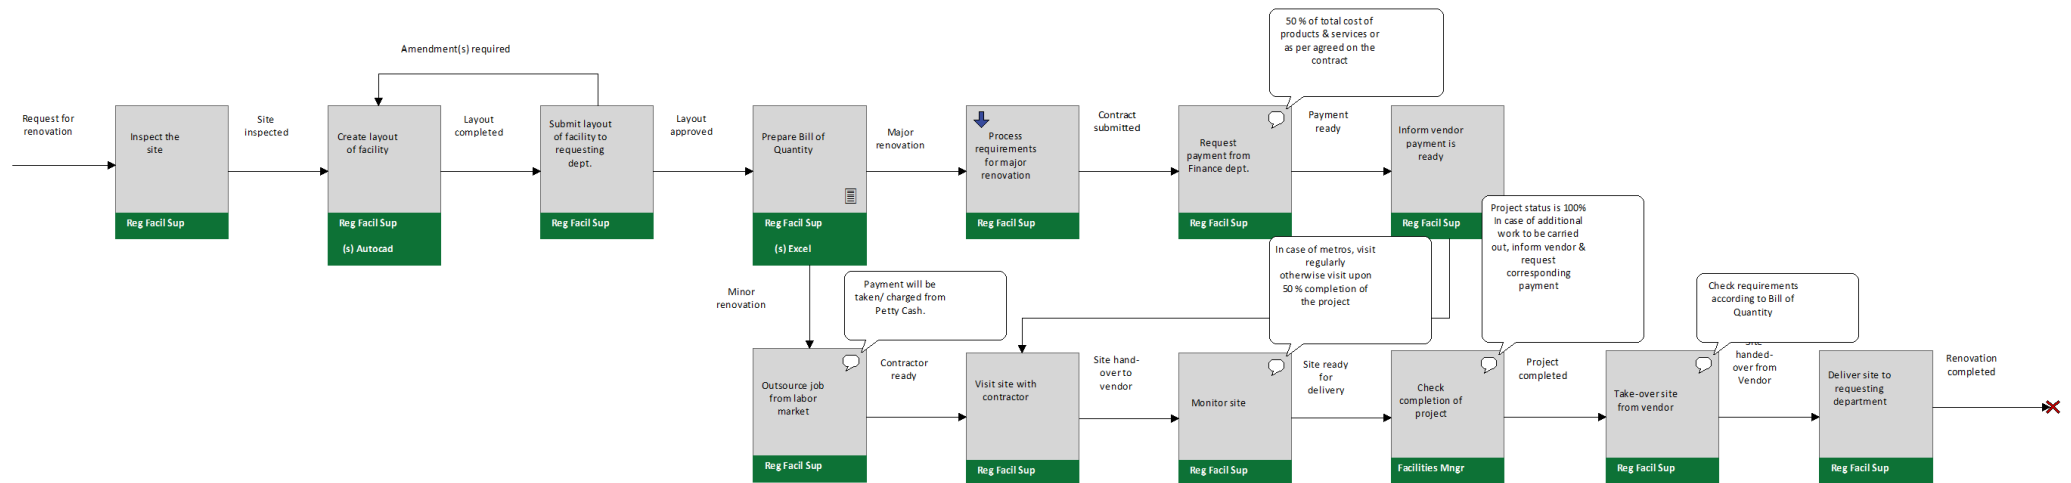 50 % of total cost of
products & services or
as per agreed on the
contract
Amendment(s) required
Request for
renovation
Inspect the
site
Reg Facil Sup
Site
inspected
Create layout
of facility
Reg Facil Sup
(s) Autocad
Layout
completed
Submit layout
of facility to
requesting
dept.
Reg Facil Sup
Layout
approved
Prepare Bill of
Quantity
Reg Facil Sup
(s) Excel
Major
renovation
Process
requirements
for major
renovation
Reg Facil Sup
Contract
submitted
Request
payment from
Finance dept.
Reg Facil Sup
Payment
ready
Inform vendor
payment is
ready
Reg Facil Sup
Minor
renovation
Payment will be
taken/ charged from
Petty Cash.
In case of metros, visit
regularly
otherwise visit upon
50 % completion of
the project
Project status is 100%
In case of additional
work to be carried
out, inform vendor &
request
corresponding
payment
Check requirements
according to Bill of
Quantity
Outsource job
from labor
market
Reg Facil Sup
Contractor
ready
Visit site with
contractor
Reg Facil Sup
Site hand-
over to
vendor
Monitor site
Reg Facil Sup
Site ready
for
delivery
Check
completion of
project
Facilities Mngr
Project
completed
Take-over site
from vendor
Reg Facil Sup
Site
handed-
over from
Vendor
Deliver site to
requesting
department
Reg Facil Sup
Renovation
completed